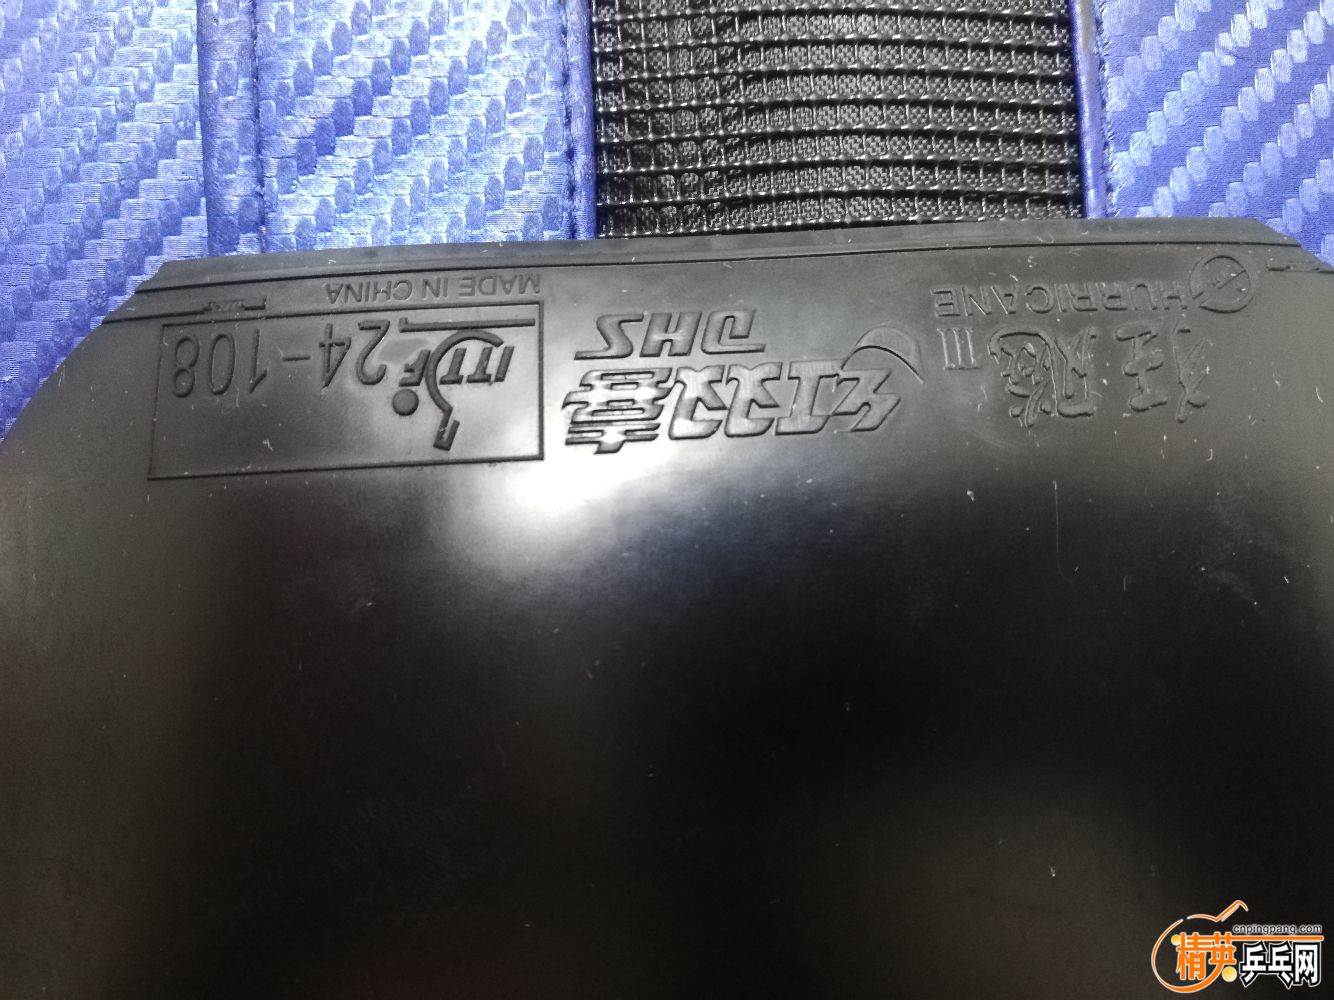 狂飚 III
HURRICANE
红双喜
DHS
ITTF 24-108
MADE IN CHINA
cnpingpang.com
精英乒乓网